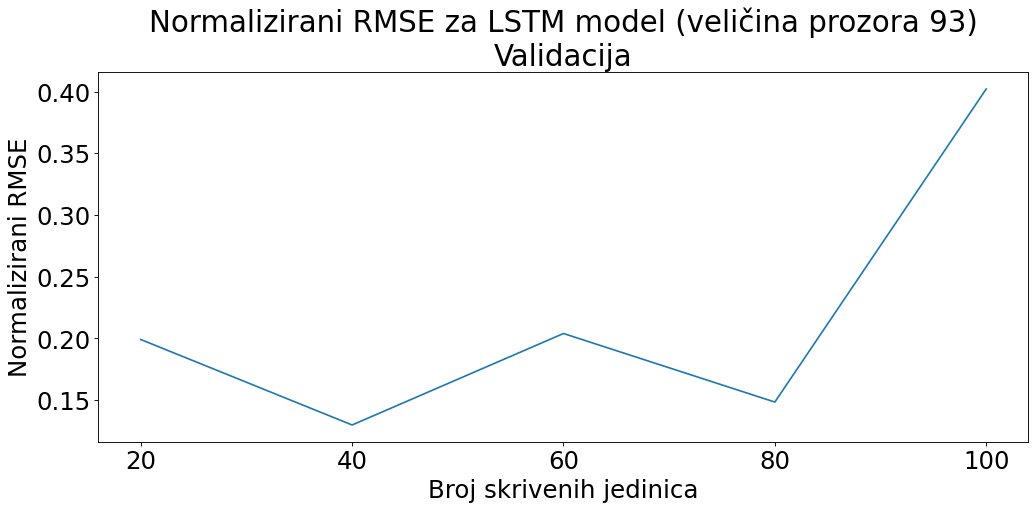 Normalizirani RMSE za LSTM model (veličina prozora 93)
Validacija
Normalizirani RMSE
0.40
0.35
0.30
0.25
0.20
0.15
20 40 60 80 100
Broj skrivenih jedinica